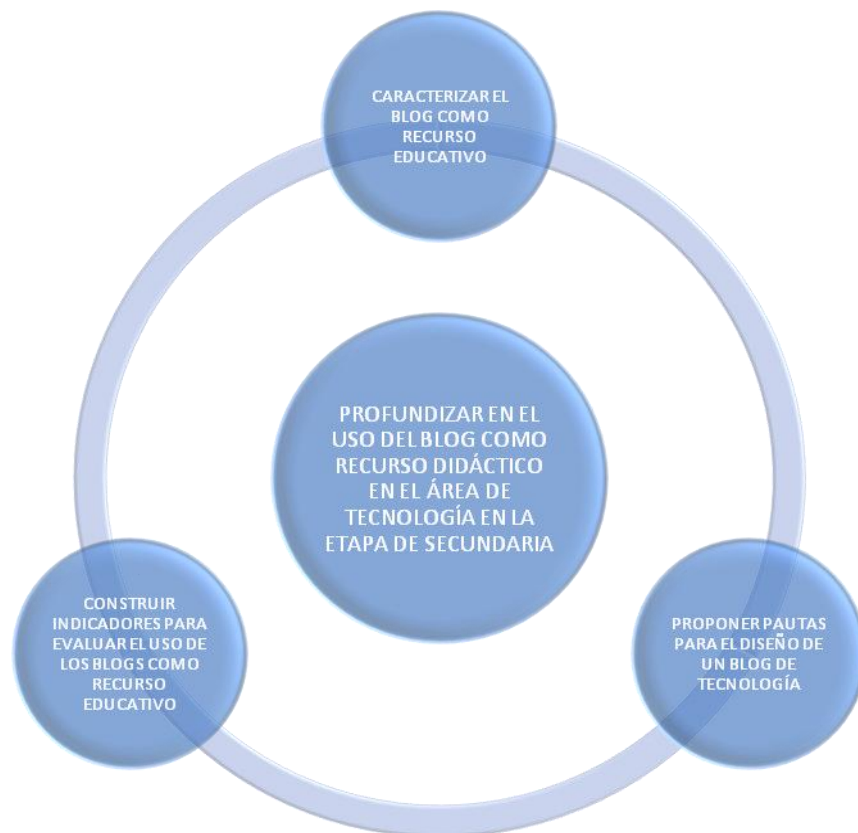 CARACTERIZAR EL
BLOG COMO
RECURSO
EDUCATIVO
PROFUNDIZAR EN EL
USO DEL BLOG COMO
RECURSO DIDÁCTICO
EN EL ÁREA DE
TECNOLOGÍA EN LA
ETAPA DE SECUNDARIA
CONSTRUIR
INDICADORES PARA
EVALUAR EL USO DE
LOS BLOGS COMO
RECURSO
EDUCATIVO
PROPONER PAUTAS
PARA EL DISEÑO DE
UN BLOG DE
TECNOLOGÍA